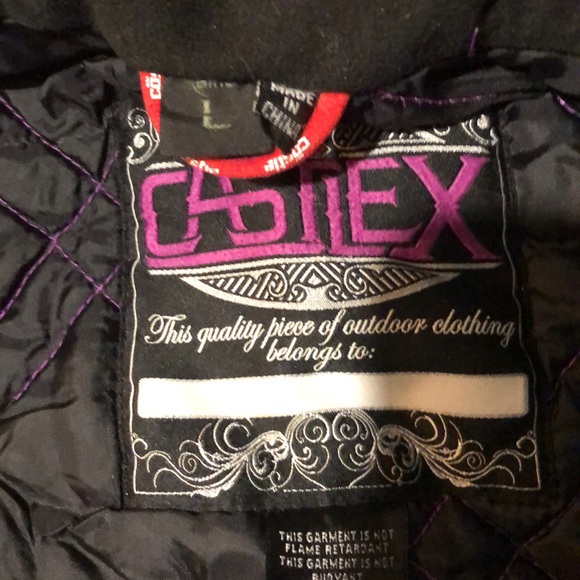 L
MADE
IN
CHINA
castle
CASTLEX
This quality piece of outdoor clothing
belongs to:
THIS GARMENT IS NOT
FLAME RETARDANT
THIS GARMENT IS NOT
BUOYANT